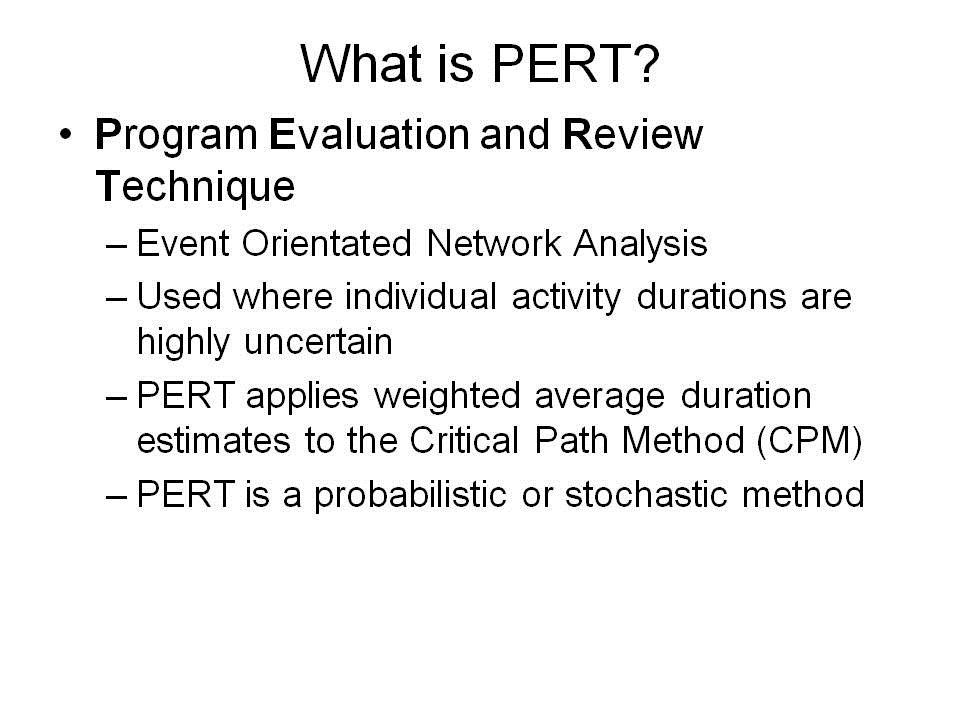 What is PERT?
• Program Evaluation and Review
Technique
– Event Orientated Network Analysis
– Used where individual activity durations are
highly uncertain
– PERT applies weighted average duration
estimates to the Critical Path Method (CPM)
– PERT is a probabilistic or stochastic method